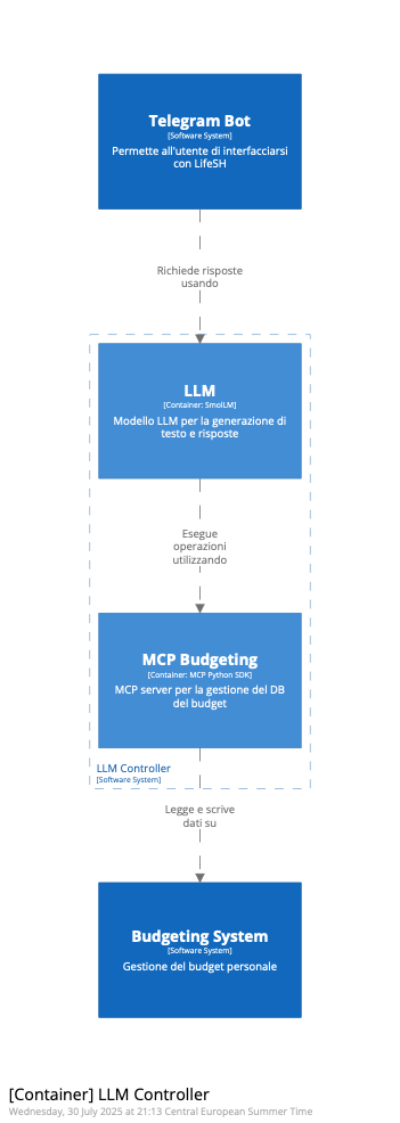 Telegram Bot
[Software System]
Permette all'utente di interfacciarsi
con LifeSH
Richiede risposte
usando
LLM
[Container: SmolLM]
Modello LLM per la generazione di
testo e risposte
Esegue
operazioni
utilizzando
MCP Budgeting
[Container: MCP Python SDK]
MCP server per la gestione del DB
del budget
LLM Controller
[Software System]
Legge e scrive
dati su
Budgeting System
[Software System]
Gestione del budget personale
[Container] LLM Controller
Wednesday, 30 July 2025 at 21:13 Central European Summer Time